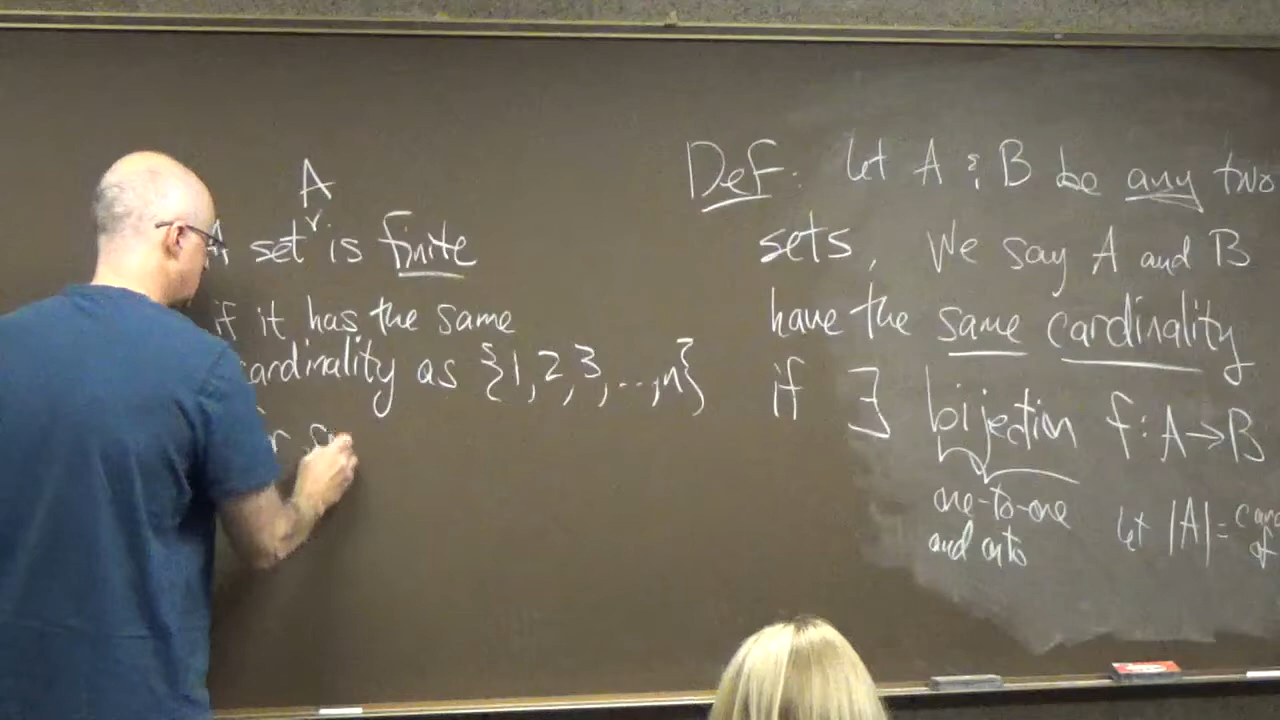 A
A set is finite
if it has the same
cardinality as {1,2,3,...,n}
Def: let A & B be any two
sets, We say A and B
have the same cardinality
if ∃ bijection f:A→B
one-to-one
and onto
let |A|=
of